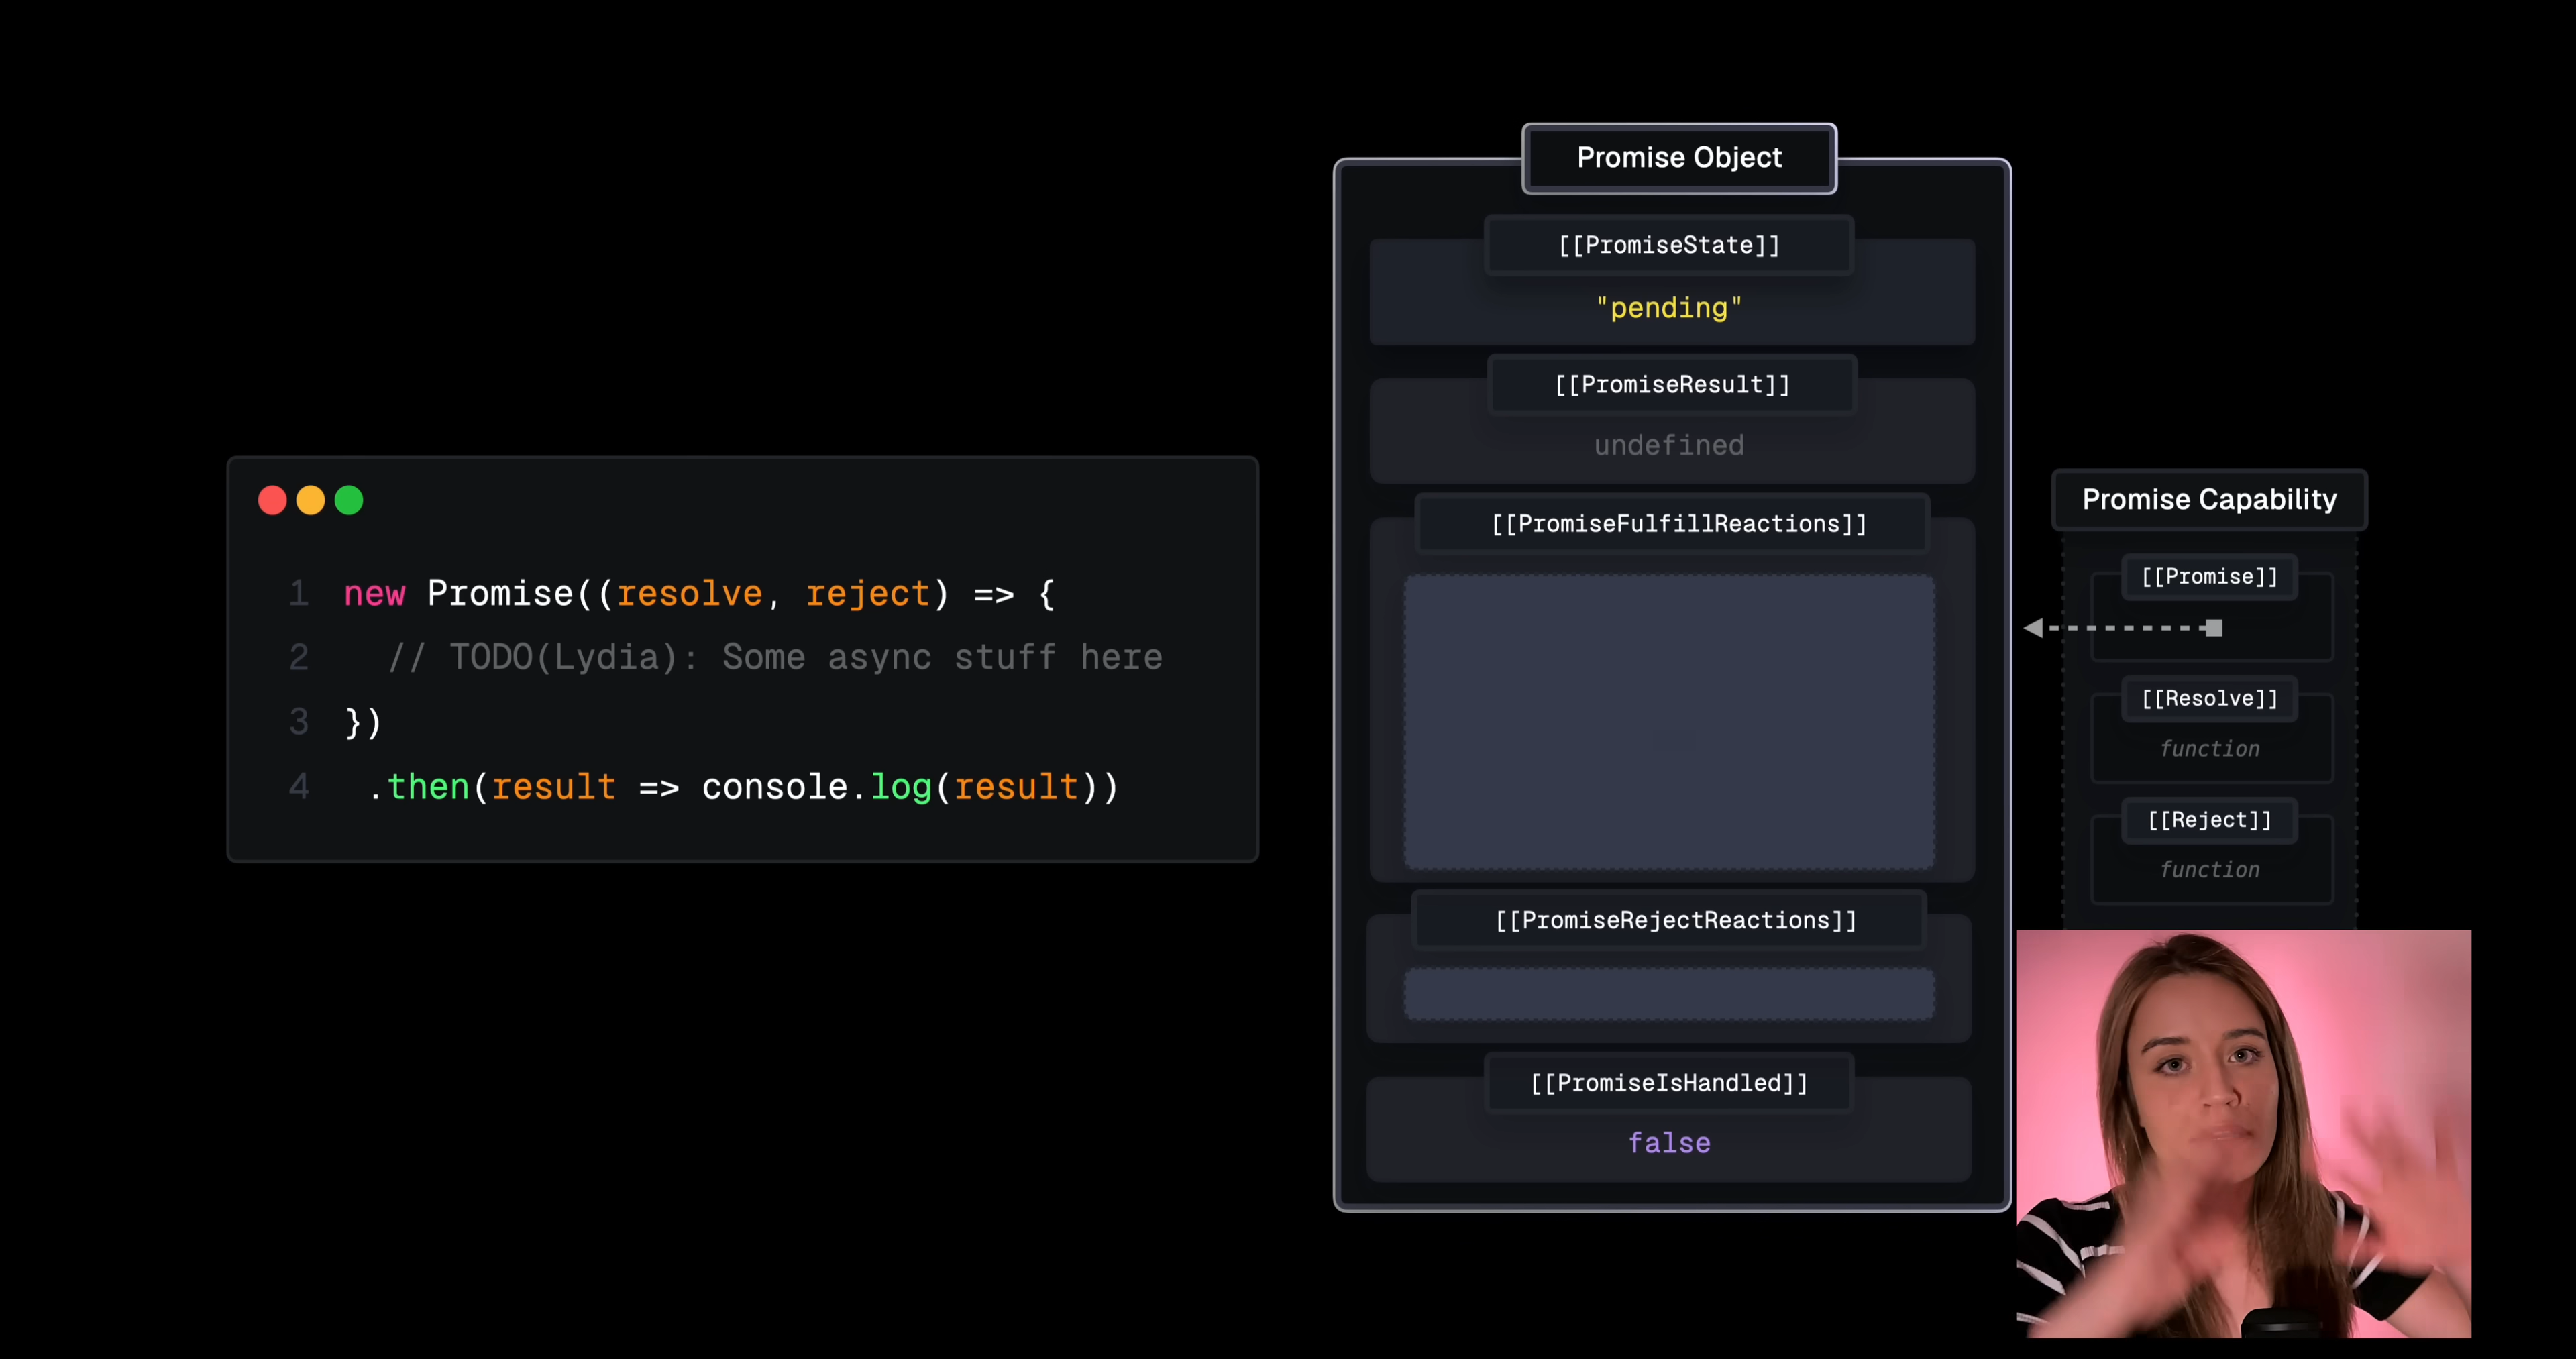 1 new Promise((resolve, reject) => {
2 // TODO(Lydia): Some async stuff here
3 })
4 .then(result => console.log(result))
Promise Object
[[PromiseState]]
"pending"
[[PromiseResult]]
undefined
[[PromiseFulfillReactions]]
[[PromiseRejectReactions]]
[[PromiseIsHandled]]
false
Promise Capability
[[Promise]]
[[Resolve]]
function
[[Reject]]
function